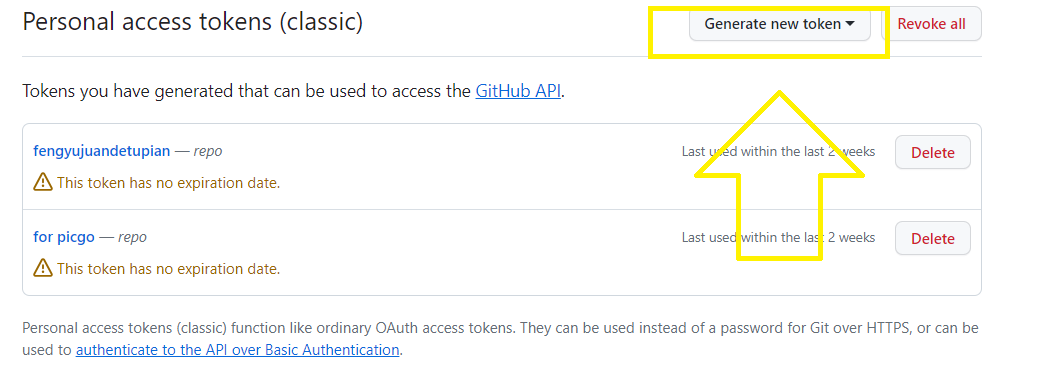 Personal access tokens (classic)
Generate new token
Revoke all
Tokens you have generated that can be used to access the GitHub API.
fengyujuandetupian — repo
Last used within the last 2 weeks
Delete
This token has no expiration date.
for picgo — repo
Last used within the last 2 weeks
Delete
This token has no expiration date.
Personal access tokens (classic) function like ordinary OAuth access tokens. They can be used instead of a password for Git over HTTPS, or can be
used to authenticate to the API over Basic Authentication.